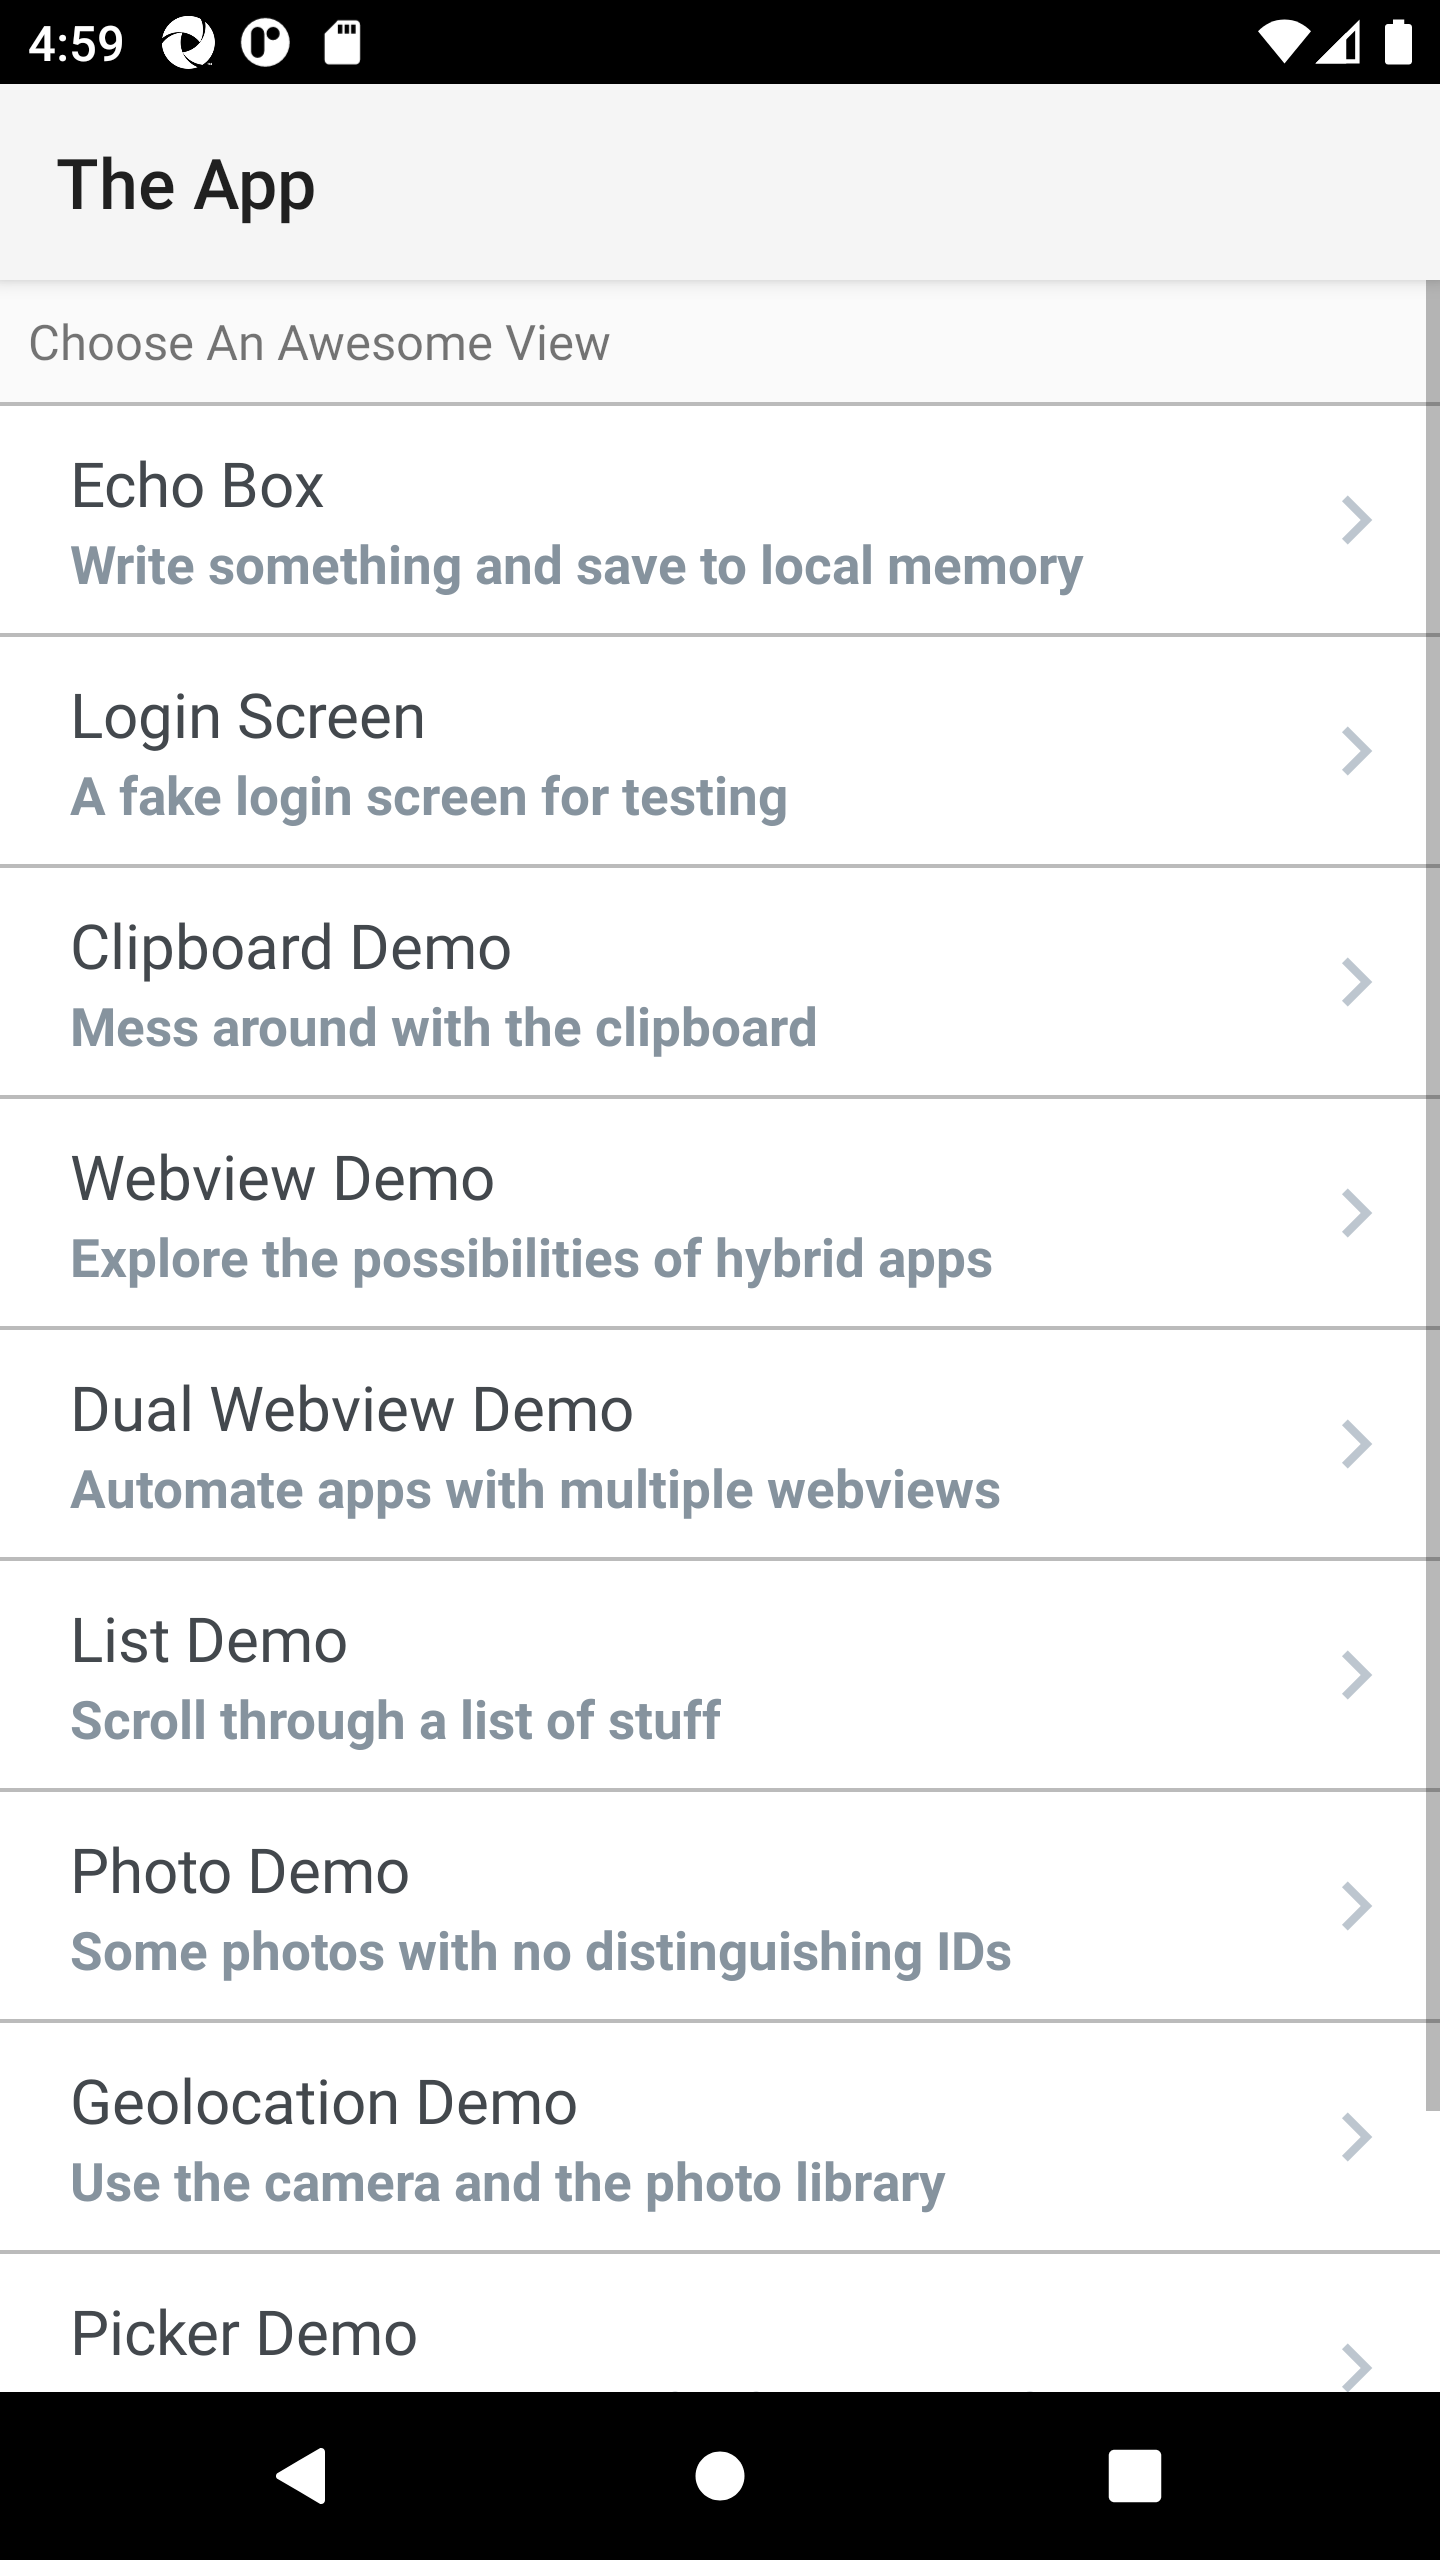 4:59
The App
Choose An Awesome View
Echo Box
Write something and save to local memory
Login Screen
A fake login screen for testing
Clipboard Demo
Mess around with the clipboard
Webview Demo
Explore the possibilities of hybrid apps
Dual Webview Demo
Automate apps with multiple webviews
List Demo
Scroll through a list of stuff
Photo Demo
Some photos with no distinguishing IDs
Geolocation Demo
Use the camera and the photo library
Picker Demo